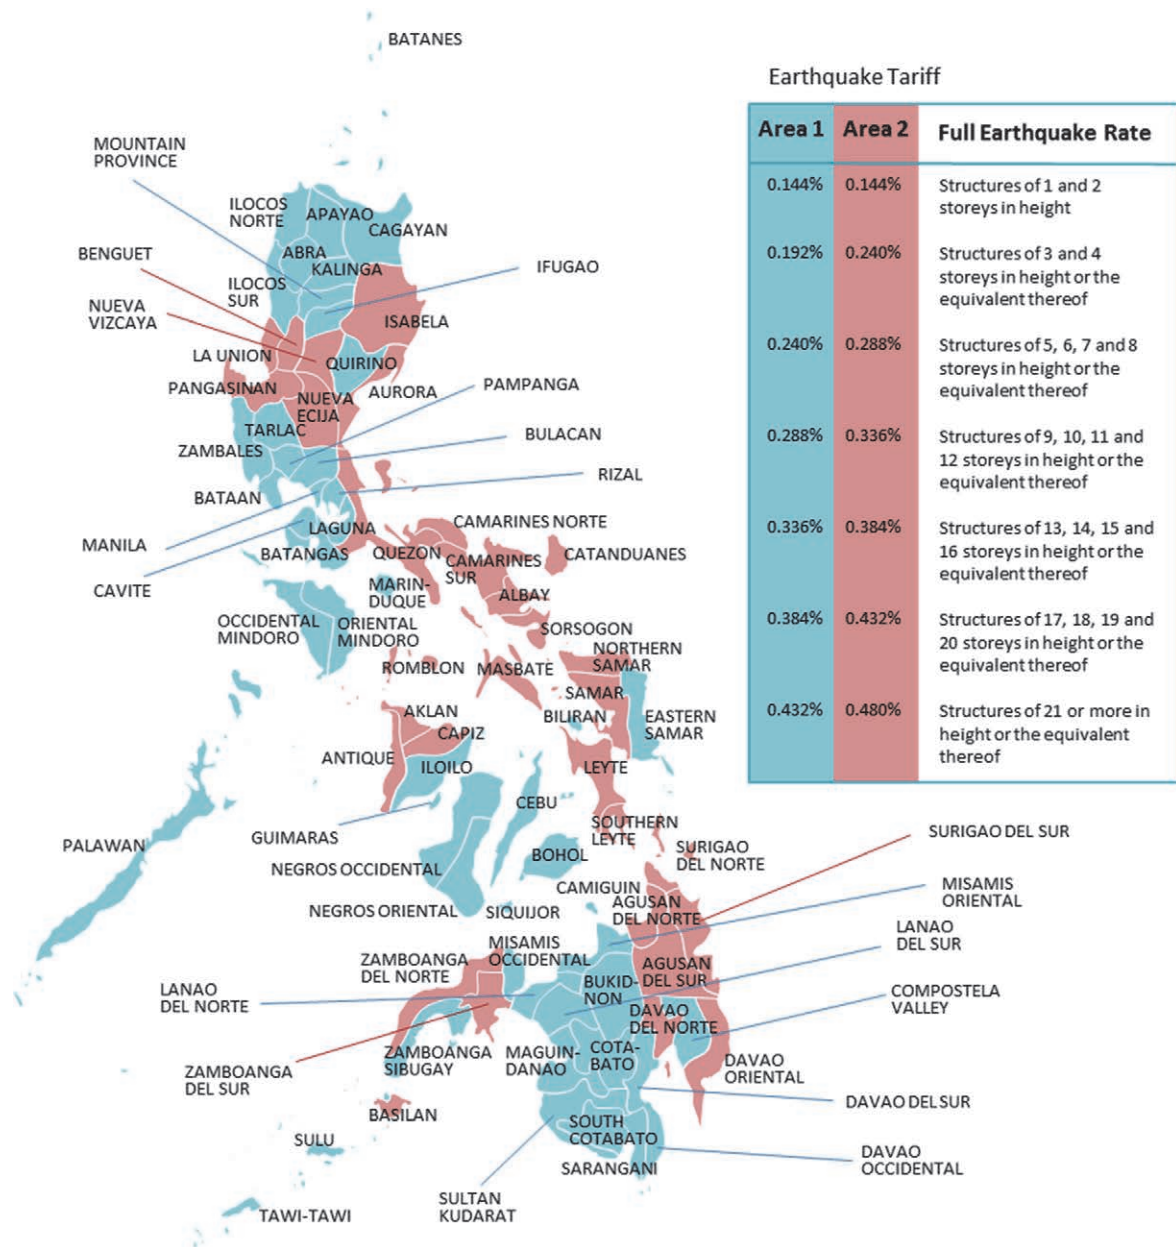 BATANES
Earthquake Tariff
Area 1 Area 2 Full Earthquake Rate
0.144% 0.144% Structures of 1 and 2
storeys in height
0.192% 0.240% Structures of 3 and 4
storeys in height or the
equivalent thereof
0.240% 0.288% Structures of 5, 6, 7 and 8
storeys in height or the
equivalent thereof
0.288% 0.336% Structures of 9, 10, 11 and
12 storeys in height or the
equivalent thereof
0.336% 0.384% Structures of 13, 14, 15 and
16 storeys in height or the
equivalent thereof
0.384% 0.432% Structures of 17, 18, 19 and
20 storeys in height or the
equivalent thereof
0.432% 0.480% Structures of 21 or more in
height or the equivalent
thereof
MOUNTAIN
PROVINCE
ILOCOS
NORTE
APAYAO
CAGAYAN
BENGUET
ABRA
KALINGA
IFUGAO
ILOCOS
SUR
NUEVA
VIZCAYA
ISABELA
LA UNION
QUIRINO
PANGASINAN
AURORA
PAMPANGA
NUEVA
ECIJA
TARLAC
BULACAN
ZAMBALES
RIZAL
BATAAN
LAGUNA
CAMARINES NORTE
MANILA
BATANGAS
QUEZON
CAMARINES
SUR
CATANDUANES
CAVITE
MARIN-
DUQUE
ALBAY
OCCIDENTAL
MINDORO
ORIENTAL
MINDORO
SORSOGON
NORTHERN
SAMAR
ROMBLON
MASBATE
SAMAR
AKLAN
BILIRAN
EASTERN
SAMAR
CAPIZ
ANTIQUE
ILOILO
LEYTE
CEBU
GUIMARAS
SOUTHERN
LEYTE
SURIGAO DEL SUR
PALAWAN
SURIGAO
DEL NORTE
BOHOL
NEGROS OCCIDENTAL
CAMIGUIN
MISAMIS
ORIENTAL
AGUSAN
DEL NORTE
NEGROS ORIENTAL
SIQUIJOR
LANAO
DEL SUR
MISAMIS
OCCIDENTAL
ZAMBOANGA
DEL NORTE
AGUSAN
DEL SUR
BUKID-
NON
LANAO
DEL NORTE
COMPOSTELA
VALLEY
DAVAO
DEL NORTE
ZAMBOANGA
SIBUGAY
MAGUIN-
DANAO
COTA-
BATO
DAVAO
ORIENTAL
ZAMBOANGA
DEL SUR
DAVAO DEL SUR
BASILAN
SOUTH
COTABATO
SULU
DAVAO
OCCIDENTAL
SARANGANI
SULTAN
KUDARAT
TAWI-TAWI